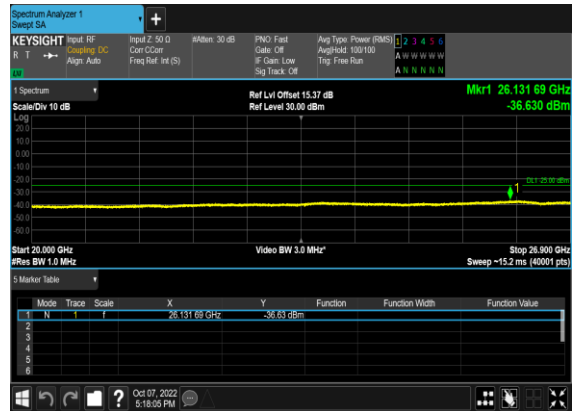 Spectrum Analyzer 1
Swept SA
+
KEYSIGHT Input: RF Input Z: 50 Ω #Atten: 30 dB PNO: Fast Avg Type: Power (RMS) 1 2 3 4 5 6
R T Coupling: DC Corr CCorr Gate: Off Avg|Hold: 100/100 A W W W W W
Align: Auto Freq Ref: Int (S) IF Gain: Low Trig: Free Run
Sig Track: Off A N N N N N
1 Spectrum Ref Lvl Offset 15.37 dB Mkr1 26.131 69 GHz
Scale/Div 10 dB Ref Level 30.00 dBm -36.630 dBm
Log
20.0
10.0
0.00
-10.0
-20.0
DL1 -25.00 dBm
-30.0
1
-40.0
-50.0
-60.0
Start 20.000 GHz Video BW 3.0 MHz* Stop 26.900 GHz
#Res BW 1.0 MHz Sweep ~15.2 ms (40001 pts)
5 Marker Table
Mode Trace Scale X Y Function Function Width Function Value
1 N 1 f 26.131 69 GHz -36.63 dBm
2
3
4
5
6
? Oct 07, 2022
5:18:05 PM